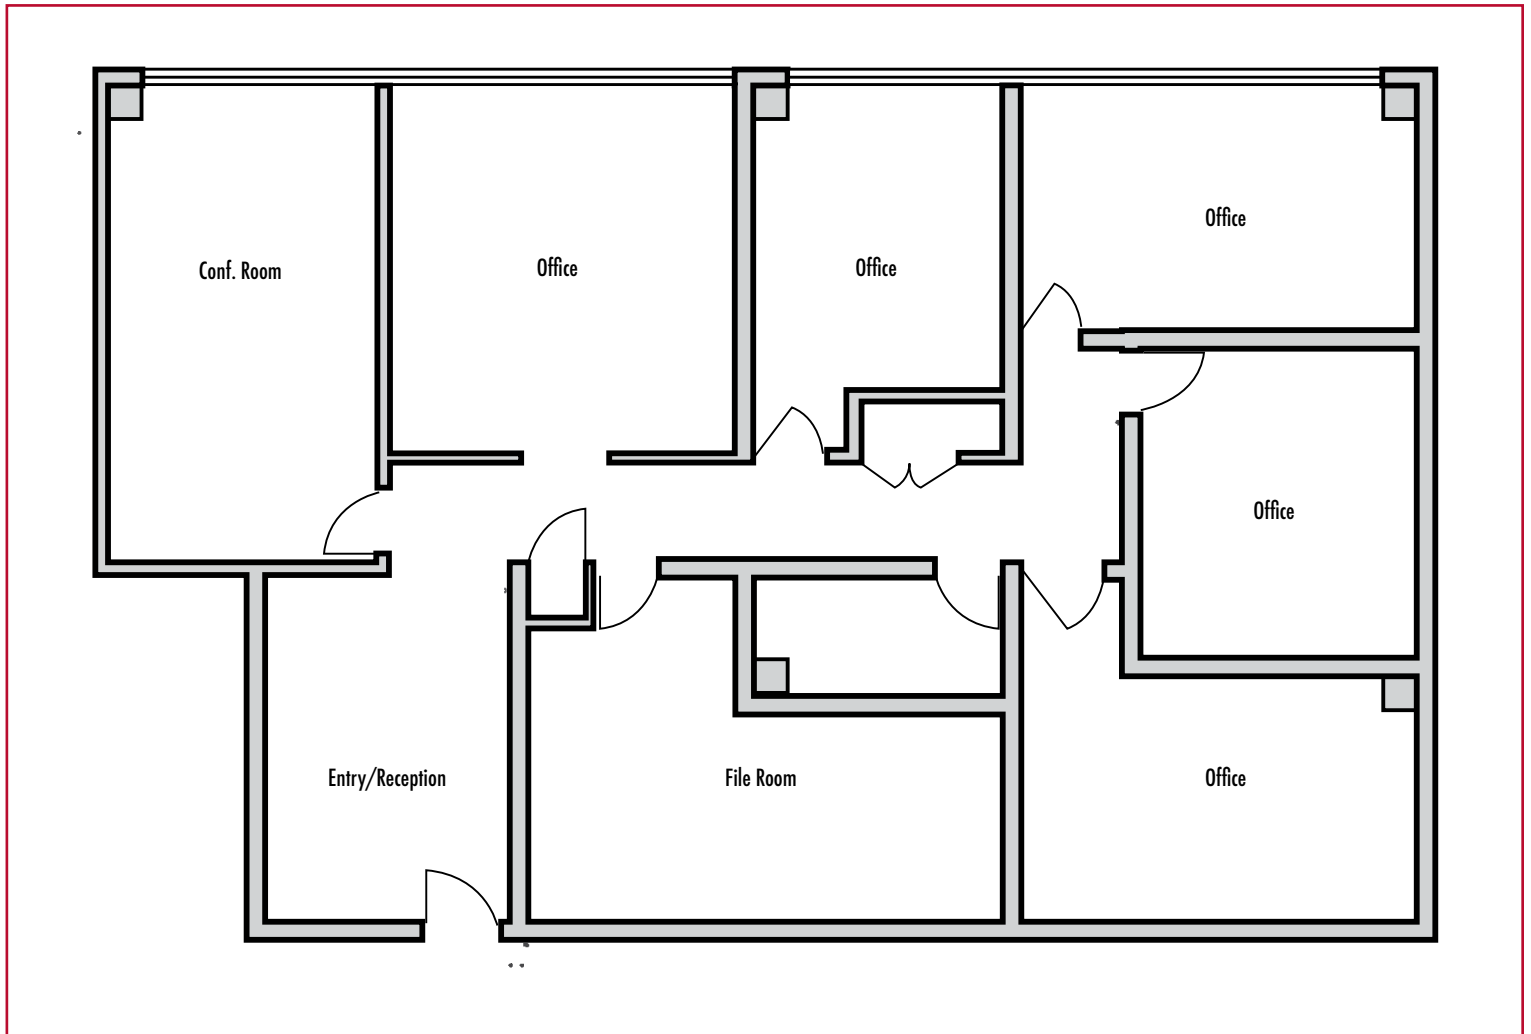 Office
Conf. Room
Office
Office
Office
Entry/Reception
File Room
Office